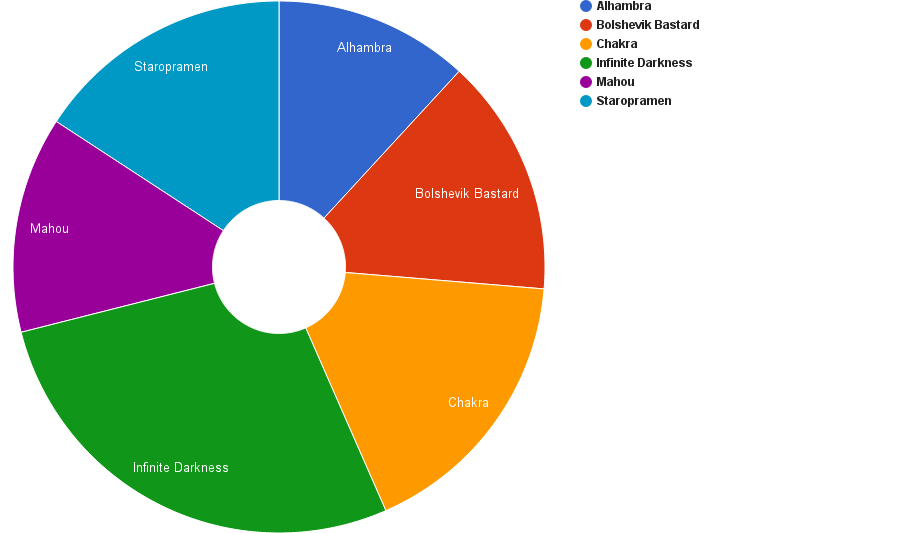 Alhambra
Bolshevik Bastard
Chakra
Infinite Darkness
Mahou
Staropramen
Alhambra
Bolshevik Bastard
Chakra
Infinite Darkness
Mahou
Staropramen